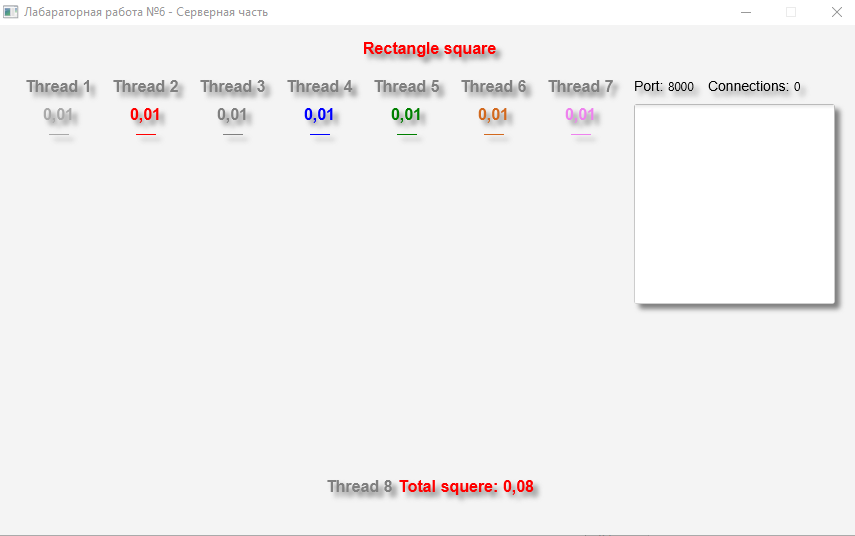 Лабараторная работа №6 - Серверная часть
Rectangle square
Thread 1 Thread 2 Thread 3 Thread 4 Thread 5 Thread 6 Thread 7 Port: 8000 Connections: 0
0,01 0,01 0,01 0,01 0,01 0,01 0,01
Thread 8 Total squere: 0,08